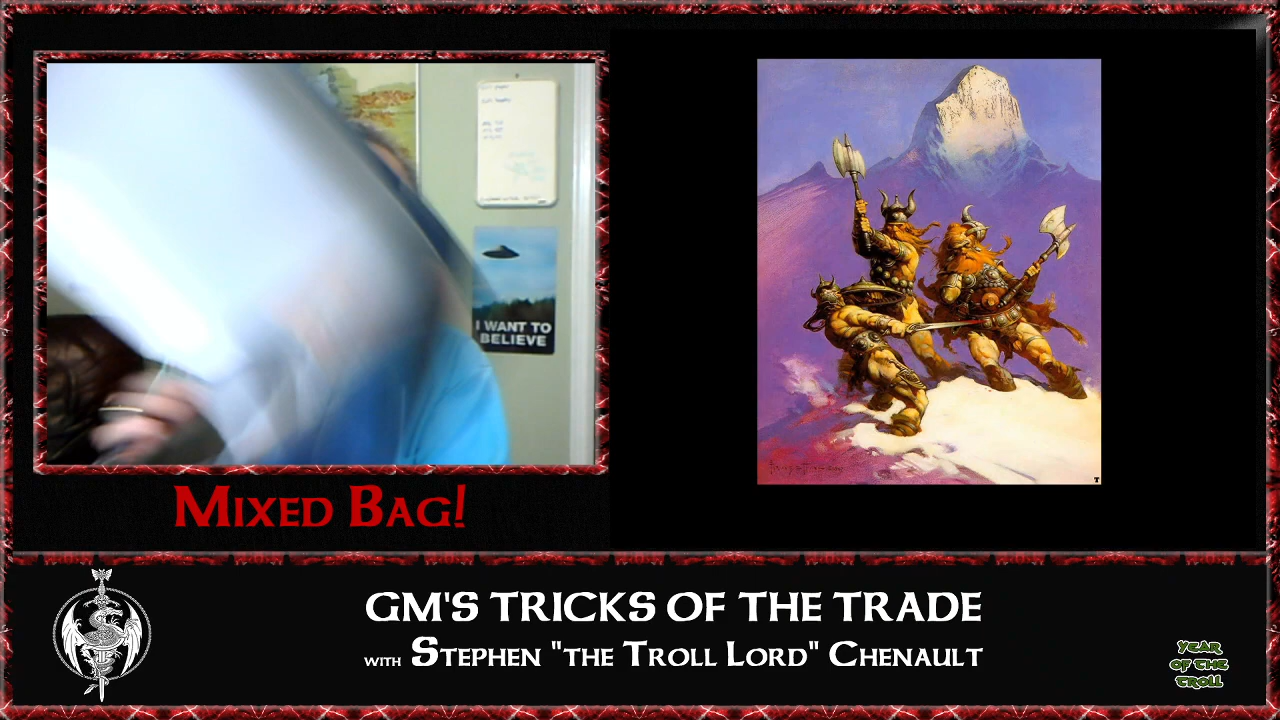 I WANT TO
BELIEVE
MIXED BAG!
GM'S TRICKS OF THE TRADE
WITH STEPHEN "THE TROLL LORD" CHENAULT
YEAR
OF THE
TROLL